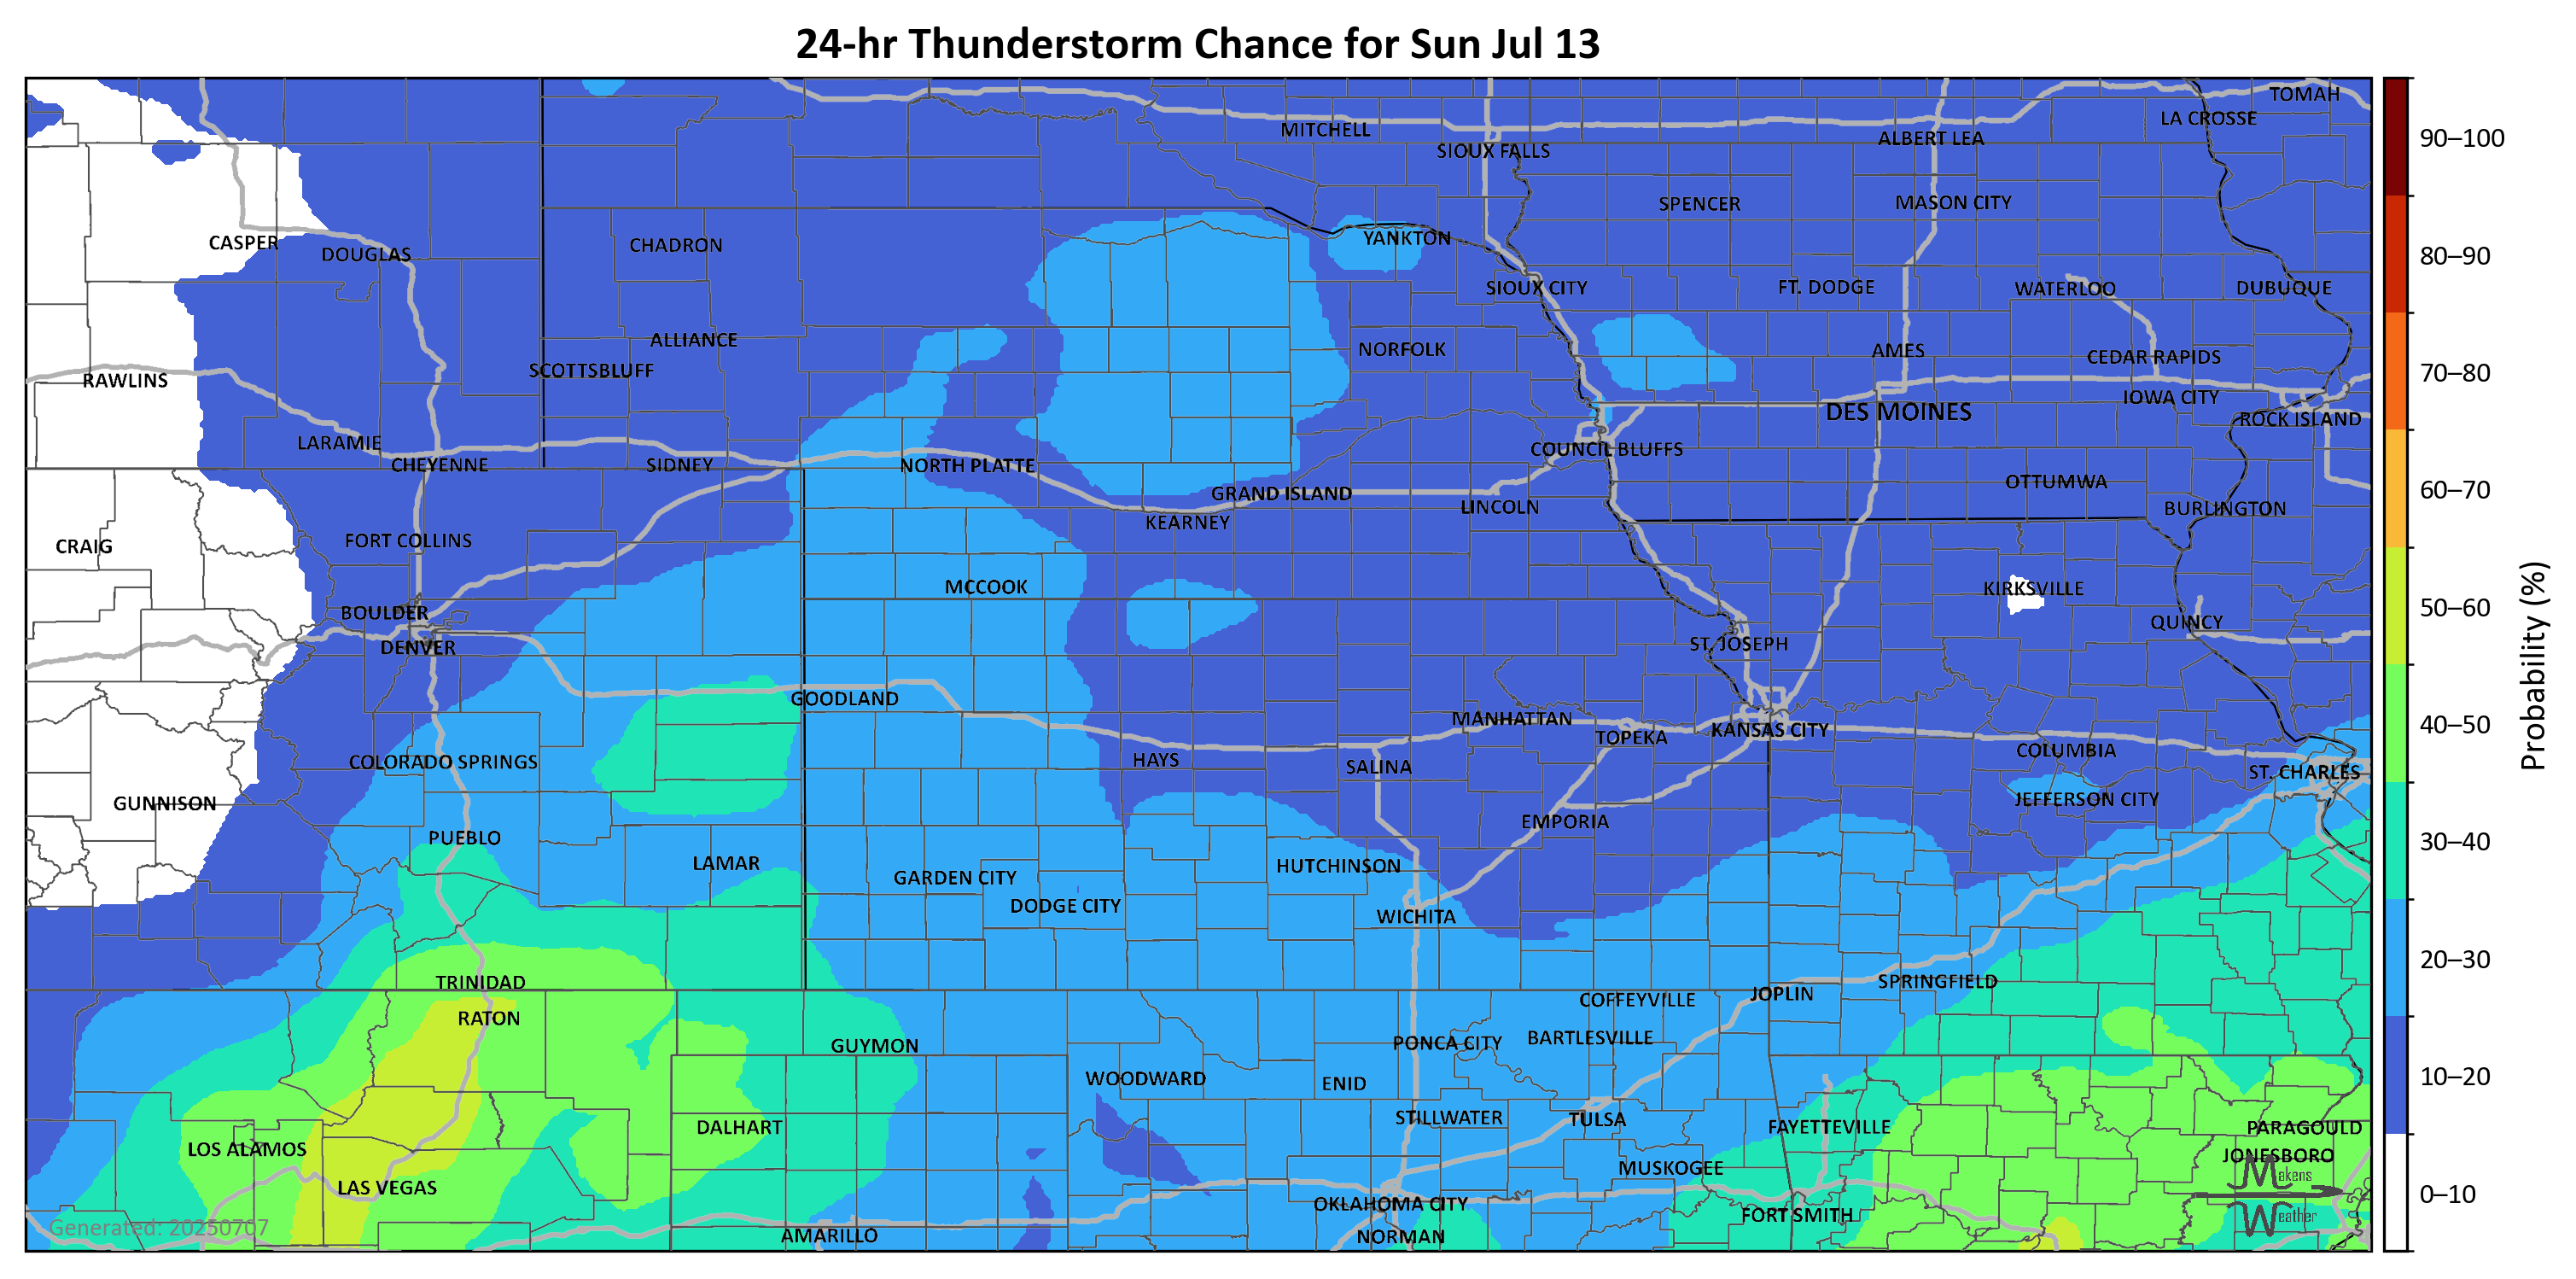 24-hr Thunderstorm Chance for Sun Jul 13
TOMAH
LA CROSSE
MITCHELL
ALBERT LEA
SIOUX FALLS
90–100
SPENCER
MASON CITY
CASPER
DOUGLAS
CHADRON
YANKTON
80–90
SIOUX CITY
FT. DODGE
WATERLOO
DUBUQUE
ALLIANCE
NORFOLK
AMES
CEDAR RAPIDS
RAWLINS
SCOTTSBLUFF
70–80
IOWA CITY
DES MOINES
ROCK ISLAND
LARAMIE
COUNCIL BLUFFS
CHEYENNE
SIDNEY
NORTH PLATTE
OTTUMWA
60–70
GRAND ISLAND
LINCOLN
BURLINGTON
KEARNEY
CRAIG
FORT COLLINS
MCCOOK
KIRKSVILLE
50–60
BOULDER
QUINCY
DENVER
ST. JOSEPH
Probability (%)
GOODLAND
MANHATTAN
KANSAS CITY
40–50
TOPEKA
COLUMBIA
COLORADO SPRINGS
HAYS
SALINA
ST. CHARLES
GUNNISON
JEFFERSON CITY
EMPORIA
PUEBLO
30–40
LAMAR
HUTCHINSON
GARDEN CITY
DODGE CITY
WICHITA
20–30
TRINIDAD
SPRINGFIELD
JOPLIN
COFFEYVILLE
RATON
GUYMON
PONCA CITY
BARTLESVILLE
WOODWARD
ENID
10–20
STILLWATER
TULSA
DALHART
FAYETTEVILLE
PARAGOULD
LOS ALAMOS
JONESBORO
MUSKOGEE
Mekens
LAS VEGAS
OKLAHOMA CITY
0–10
FORT SMITH
Weather
Generated: 20250707
AMARILLO
NORMAN